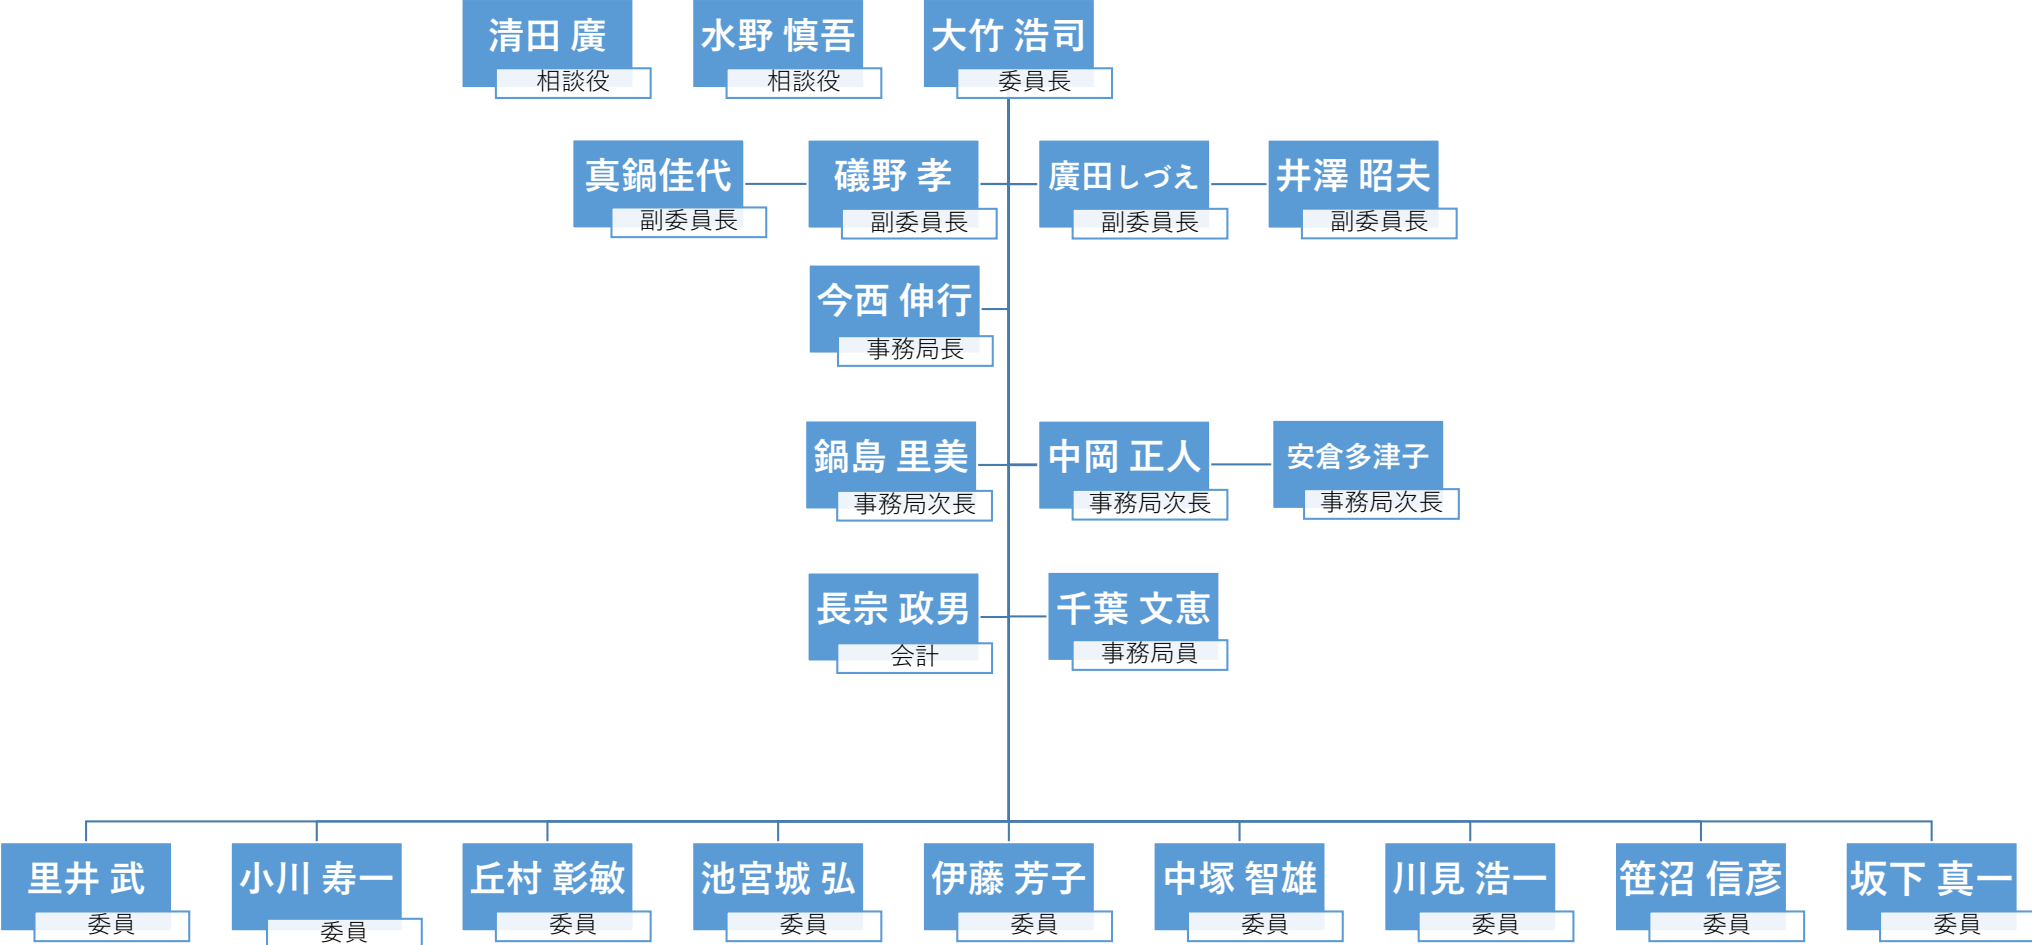 清田 廣
相談役
水野 慎吾
相談役
大竹 浩司
委員長
真鍋佳代
副委員長
礒野 孝
副委員長
廣田しづえ
副委員長
井澤 昭夫
副委員長
今西 伸行
事務局長
鍋島 里美
事務局次長
中岡 正人
事務局次長
安倉多津子
事務局次長
長宗 政男
会計
千葉 文恵
事務局員
里井 武
委員
小川 寿一
委員
丘村 彰敏
委員
池宮城 弘
委員
伊藤 芳子
委員
中塚 智雄
委員
川見 浩一
委員
笹沼 信彦
委員
坂下 真一
委員